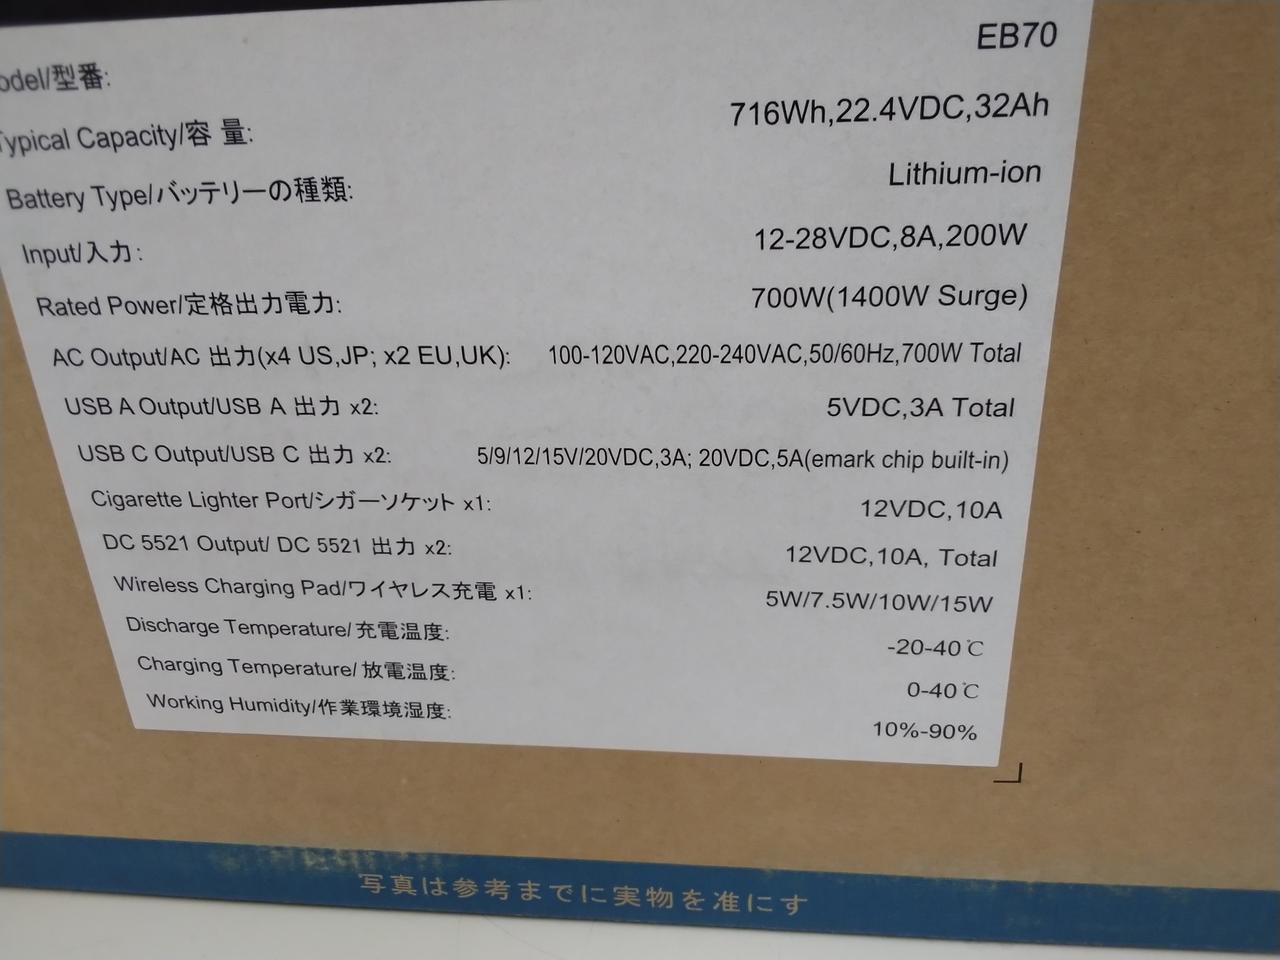 odel/型番: EB70
Typical Capacity/容 量: 716Wh,22.4VDC,32Ah
Battery Type/バッテリーの種類: Lithium-ion
Input/入力: 12-28VDC,8A,200W
Rated Power/定格出力電力: 700W(1400W Surge)
AC Output/AC 出力(x4 US,JP; x2 EU,UK): 100-120VAC,220-240VAC,50/60Hz,700W Total
USB A Output/USB A 出力 x2: 5VDC,3A Total
USB C Output/USB C 出力 x2: 5/9/12/15V/20VDC,3A; 20VDC,5A(emark chip built-in)
Cigarette Lighter Port/シガーソケット x1: 12VDC,10A
DC 5521 Output/ DC 5521 出力 x2: 12VDC,10A, Total
Wireless Charging Pad/ワイヤレス充電 x1: 5W/7.5W/10W/15W
Discharge Temperature/充電温度: -20-40℃
Charging Temperature/ 放電温度: 0-40℃
Working Humidity/作業環境湿度: 10%-90%
写真は参考までに実物を准にす